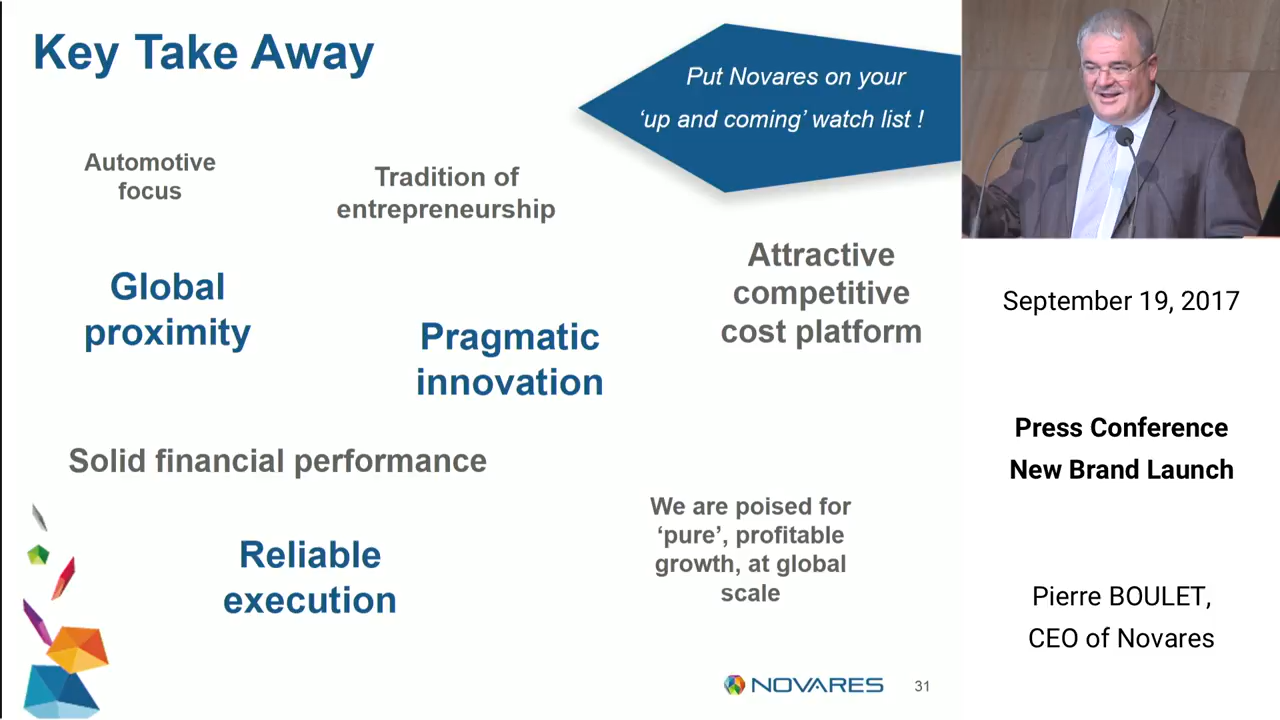 Key Take Away
Put Novares on your
‘up and coming’ watch list !
Automotive
focus
Tradition of
entrepreneurship
Attractive
competitive
cost platform
Global
proximity
Pragmatic
innovation
Solid financial performance
We are poised for
‘pure’, profitable
growth, at global
scale
Reliable
execution
NOVARES
31
September 19, 2017
Press Conference
New Brand Launch
Pierre BOULET,
CEO of Novares